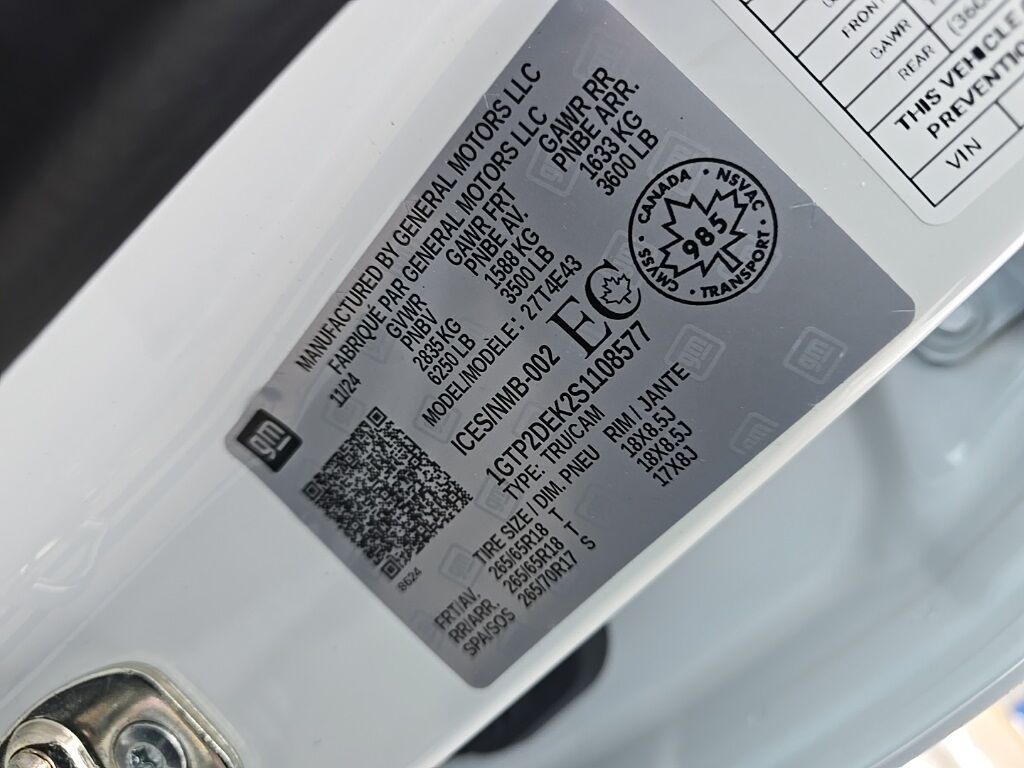 MANUFACTURED BY GENERAL MOTORS LLC
FABRIQUÉ PAR GENERAL MOTORS LLC
11/24 GVWR GAWR FRT GAWR RR
PNBV PNBE AV. PNBE ARR.
2835 KG 1588 KG 1633 KG
6250 LB 3500 LB 3600 LB
MODEL/MODÈLE: 27T4E43
ICES/NMB-002 EC
CANADA · NSVAC · TRANSPORT · CMVSS
985
1GTP2DEK2S1108577
TYPE: TRU/CAM
TIRE SIZE / DIM. PNEU RIM / JANTE
FRT/AV. 265/65R18 T 18X8.5J
RR/ARR. 265/65R18 T 18X8.5J
SPA/SOS 265/70R17 S 17X8J
gm
8624
FRONT
GAWR
REAR
THIS VEHICLE
VIN